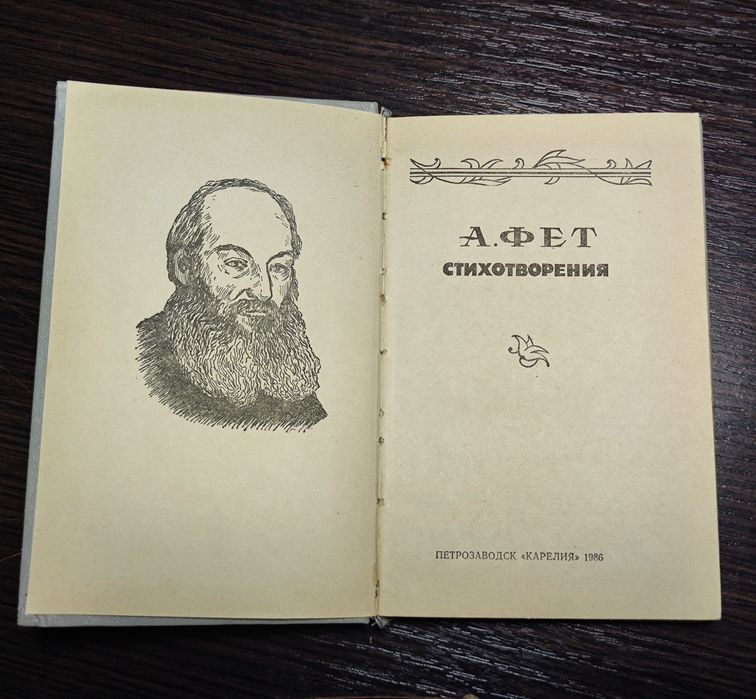 А. ФЕТ
СТИХОТВОРЕНИЯ
ПЕТРОЗАВОДСК «КАРЕЛИЯ» 1986